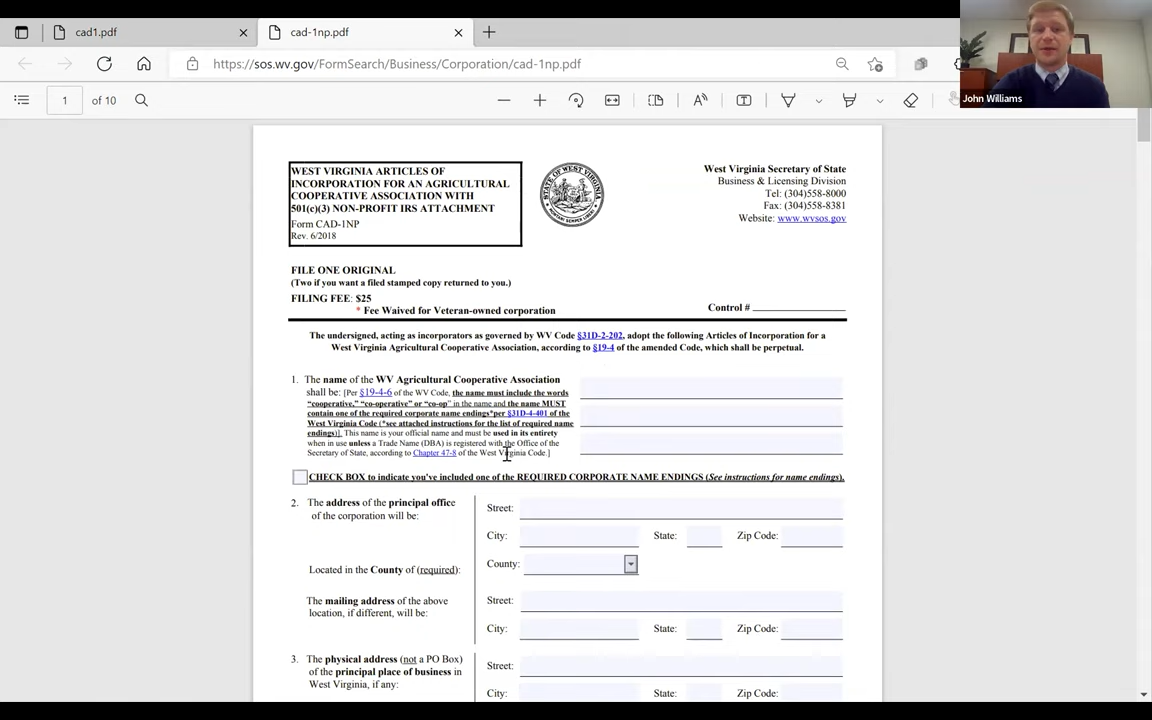 cad1.pdf
cad-1np.pdf
https://sos.wv.gov/FormSearch/Business/Corporation/cad-1np.pdf
John Williams
1 of 10
WEST VIRGINIA ARTICLES OF
INCORPORATION FOR AN AGRICULTURAL
COOPERATIVE ASSOCIATION WITH
501(c)(3) NON-PROFIT IRS ATTACHMENT
Form CAD-1NP
Rev. 6/2018
West Virginia Secretary of State
Business & Licensing Division
Tel: (304)558-8000
Fax: (304)558-8381
Website: www.wvsos.gov
FILE ONE ORIGINAL
(Two if you want a filed stamped copy returned to you.)
FILING FEE: $25
* Fee Waived for Veteran-owned corporation
Control #
The undersigned, acting as incorporators as governed by WV Code §31D-2-202, adopt the following Articles of Incorporation for a
West Virginia Agricultural Cooperative Association, according to §19-4 of the amended Code, which shall be perpetual.
1. The name of the WV Agricultural Cooperative Association
shall be: [Per §19-4-6 of the WV Code, the name must include the words
“cooperative,” “co-operative” or “co-op” in the name and the name MUST
contain one of the required corporate name endings*per §31D-4-401 of the
West Virginia Code (*see attached instructions for the list of required name
endings)]. This name is your official name and must be used in its entirety
when in use unless a Trade Name (DBA) is registered with the Office of the
Secretary of State, according to Chapter 47-8 of the West Virginia Code.]
CHECK BOX to indicate you've included one of the REQUIRED CORPORATE NAME ENDINGS (See instructions for name endings).
2. The address of the principal office
of the corporation will be:
Street:
City: State: Zip Code:
Located in the County of (required):
County:
The mailing address of the above
location, if different, will be:
Street:
City: State: Zip Code:
3. The physical address (not a PO Box)
of the principal place of business in
West Virginia, if any:
Street:
City: State: Zip Code: